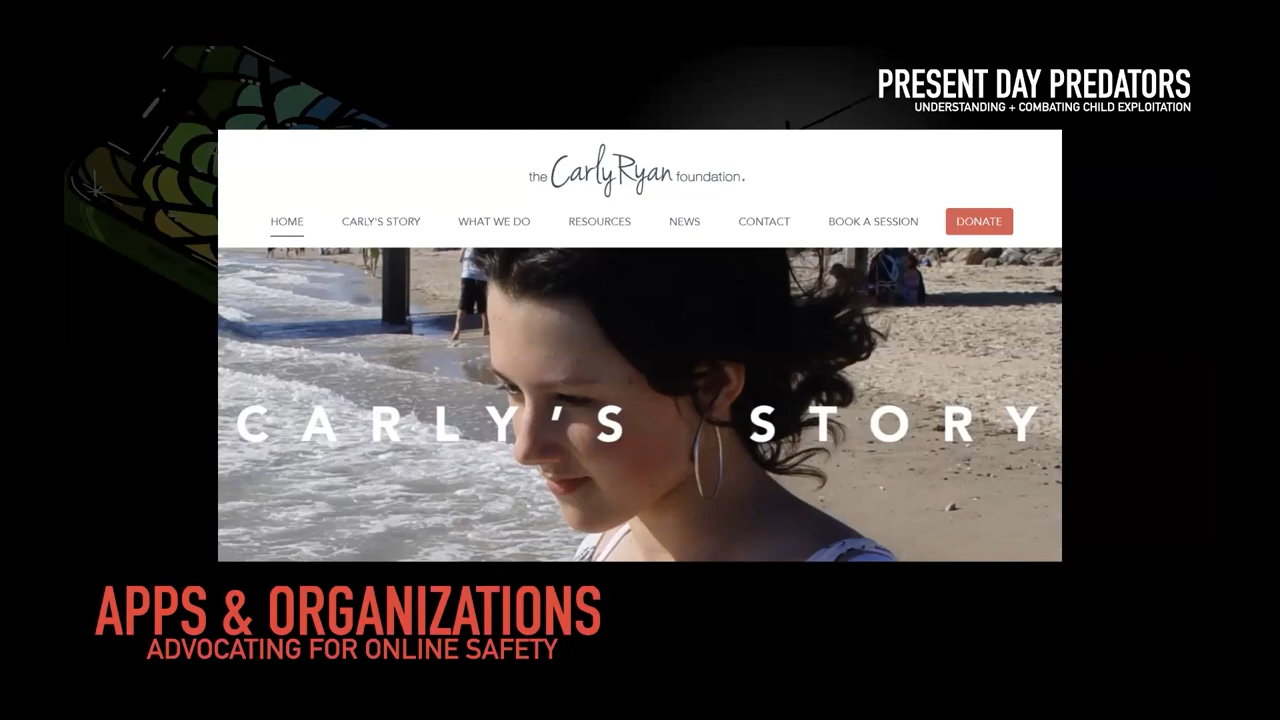 PRESENT DAY PREDATORS
UNDERSTANDING + COMBATING CHILD EXPLOITATION
the Carly Ryan foundation.
HOME CARLY'S STORY WHAT WE DO RESOURCES NEWS CONTACT BOOK A SESSION DONATE
CARLY'S STORY
APPS & ORGANIZATIONS
ADVOCATING FOR ONLINE SAFETY